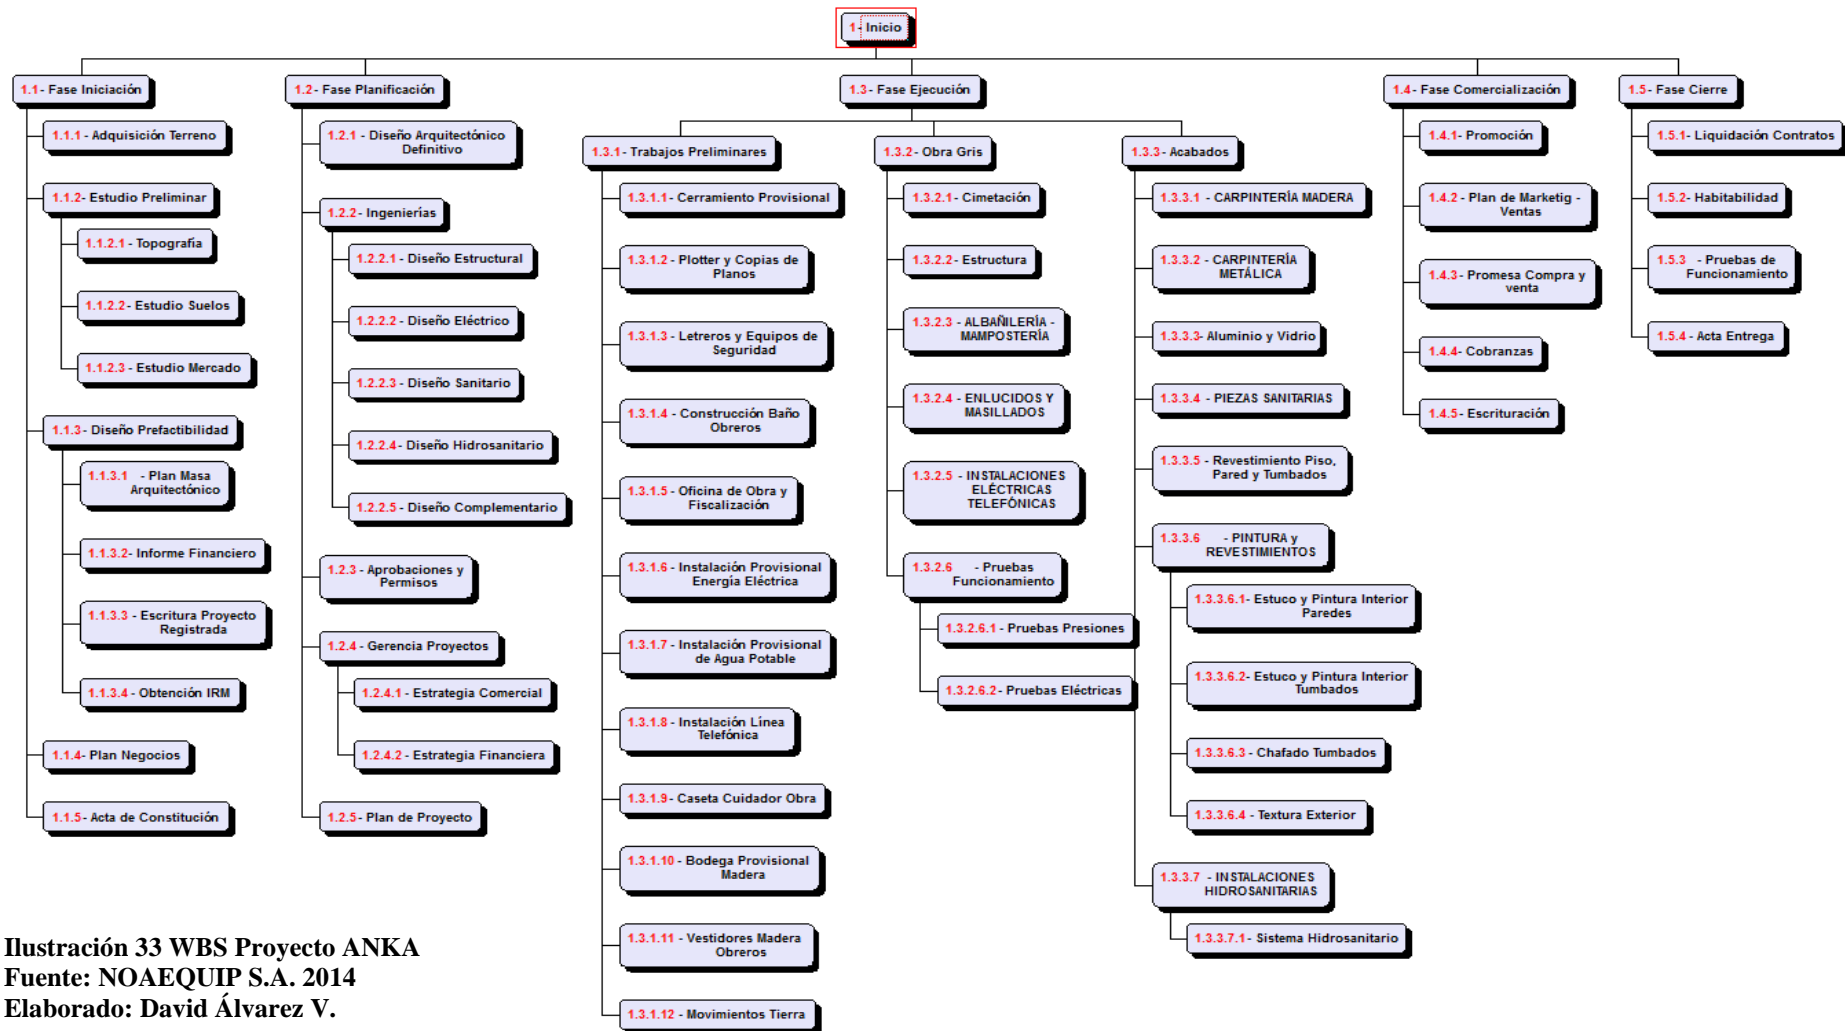 1- Inicio
1.1- Fase Iniciación
1.1.1 - Adquisición Terreno
1.1.2- Estudio Preliminar
1.1.2.1 - Topografía
1.1.2.2- Estudio Suelos
1.1.2.3 - Estudio Mercado
1.1.3- Diseño Prefactibilidad
1.1.3.1 - Plan Masa
Arquitectónico
1.1.3.2- Informe Financiero
1.1.3.3 - Escritura Proyecto
Registrada
1.1.3.4 - Obtención IRM
1.1.4- Plan Negocios
1.1.5- Acta de Constitución
1.2- Fase Planificación
1.2.1 - Diseño Arquitectónico
Definitivo
1.2.2 - Ingenierías
1.2.2.1 - Diseño Estructural
1.2.2.2 - Diseño Eléctrico
1.2.2.3 - Diseño Sanitario
1.2.2.4- Diseño Hidrosanitario
1.2.2.5 - Diseño Complementario
1.2.3 - Aprobaciones y
Permisos
1.2.4 - Gerencia Proyectos
1.2.4.1 - Estrategia Comercial
1.2.4.2 - Estrategia Financiera
1.2.5- Plan de Proyecto
1.3- Fase Ejecución
1.3.1- Trabajos Preliminares
1.3.1.1 - Cerramiento Provisional
1.3.1.2 - Plotter y Copias de
Planos
1.3.1.3 - Letreros y Equipos de
Seguridad
1.3.1.4 - Construcción Baño
Obreros
1.3.1.5 - Oficina de Obra y
Fiscalización
1.3.1.6 - Instalación Provisional
Energía Eléctrica
1.3.1.7 - Instalación Provisional
de Agua Potable
1.3.1.8 - Instalación Línea
Telefónica
1.3.1.9- Caseta Cuidador Obra
1.3.1.10 - Bodega Provisional
Madera
1.3.1.11 - Vestidores Madera
Obreros
1.3.1.12 - Movimientos Tierra
1.3.2- Obra Gris
1.3.2.1- Cimetación
1.3.2.2- Estructura
1.3.2.3 - ALBAÑILERÍA -
MAMPOSTERÍA
1.3.2.4 - ENLUCIDOS Y
MASILLADOS
1.3.2.5 - INSTALACIONES
ELÉCTRICAS
TELEFÓNICAS
1.3.2.6 - Pruebas
Funcionamiento
1.3.2.6.1 - Pruebas Presiones
1.3.2.6.2- Pruebas Eléctricas
1.3.3- Acabados
1.3.3.1 - CARPINTERÍA MADERA
1.3.3.2 - CARPINTERÍA
METÁLICA
1.3.3.3- Aluminio y Vidrio
1.3.3.4 - PIEZAS SANITARIAS
1.3.3.5 - Revestimiento Piso,
Pared y Tumbados
1.3.3.6 - PINTURA y
REVESTIMIENTOS
1.3.3.6.1- Estuco y Pintura Interior
Paredes
1.3.3.6.2- Estuco y Pintura Interior
Tumbados
1.3.3.6.3 - Chafado Tumbados
1.3.3.6.4 - Textura Exterior
1.3.3.7 - INSTALACIONES
HIDROSANITARIAS
1.3.3.7.1- Sistema Hidrosanitario
1.4- Fase Comercialización
1.4.1- Promoción
1.4.2 - Plan de Marketig -
Ventas
1.4.3- Promesa Compra y
venta
1.4.4- Cobranzas
1.4.5- Escrituración
1.5- Fase Cierre
1.5.1- Liquidación Contratos
1.5.2- Habitabilidad
1.5.3 - Pruebas de
Funcionamiento
1.5.4- Acta Entrega
Ilustración 33 WBS Proyecto ANKA
Fuente: NOAEQUIP S.A. 2014
Elaborado: David Álvarez V.